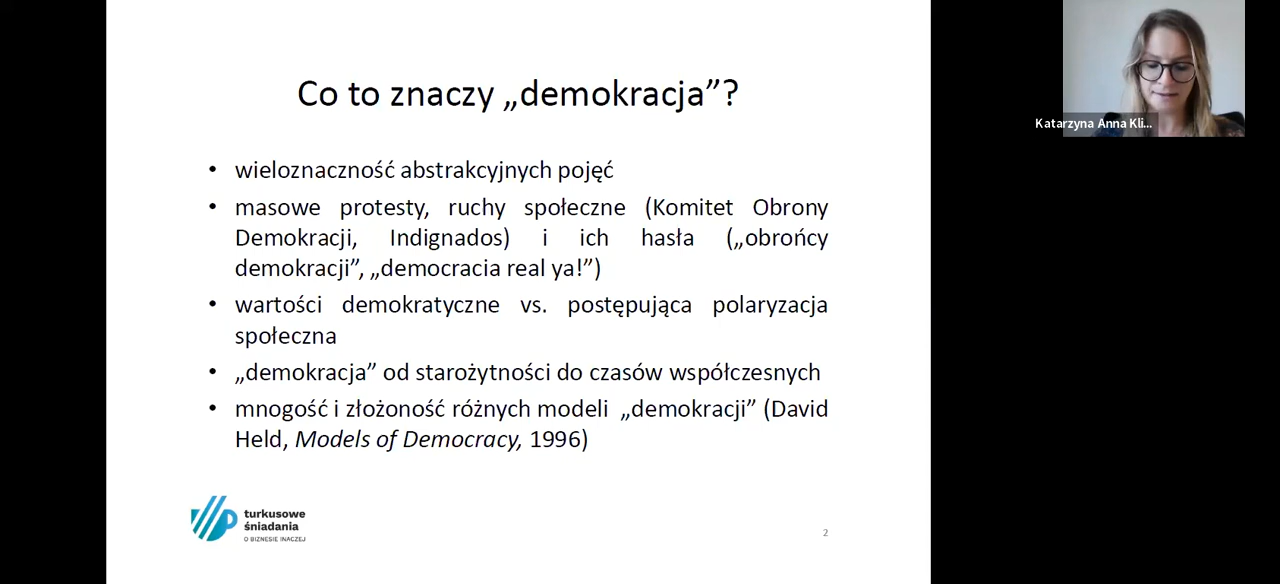 Co to znaczy „demokracja”?
• wieloznaczność abstrakcyjnych pojęć
• masowe protesty, ruchy społeczne (Komitet Obrony
Demokracji, Indignados) i ich hasła („obrońcy
demokracji”, „democracia real ya!”)
• wartości demokratyczne vs. postępująca polaryzacja
społeczna
• „demokracja” od starożytności do czasów współczesnych
• mnogość i złożoność różnych modeli „demokracji” (David
Held, Models of Democracy, 1996)
turkusowe
śniadania
O BIZNESIE INACZEJ
2
Katarzyna Anna Kli...